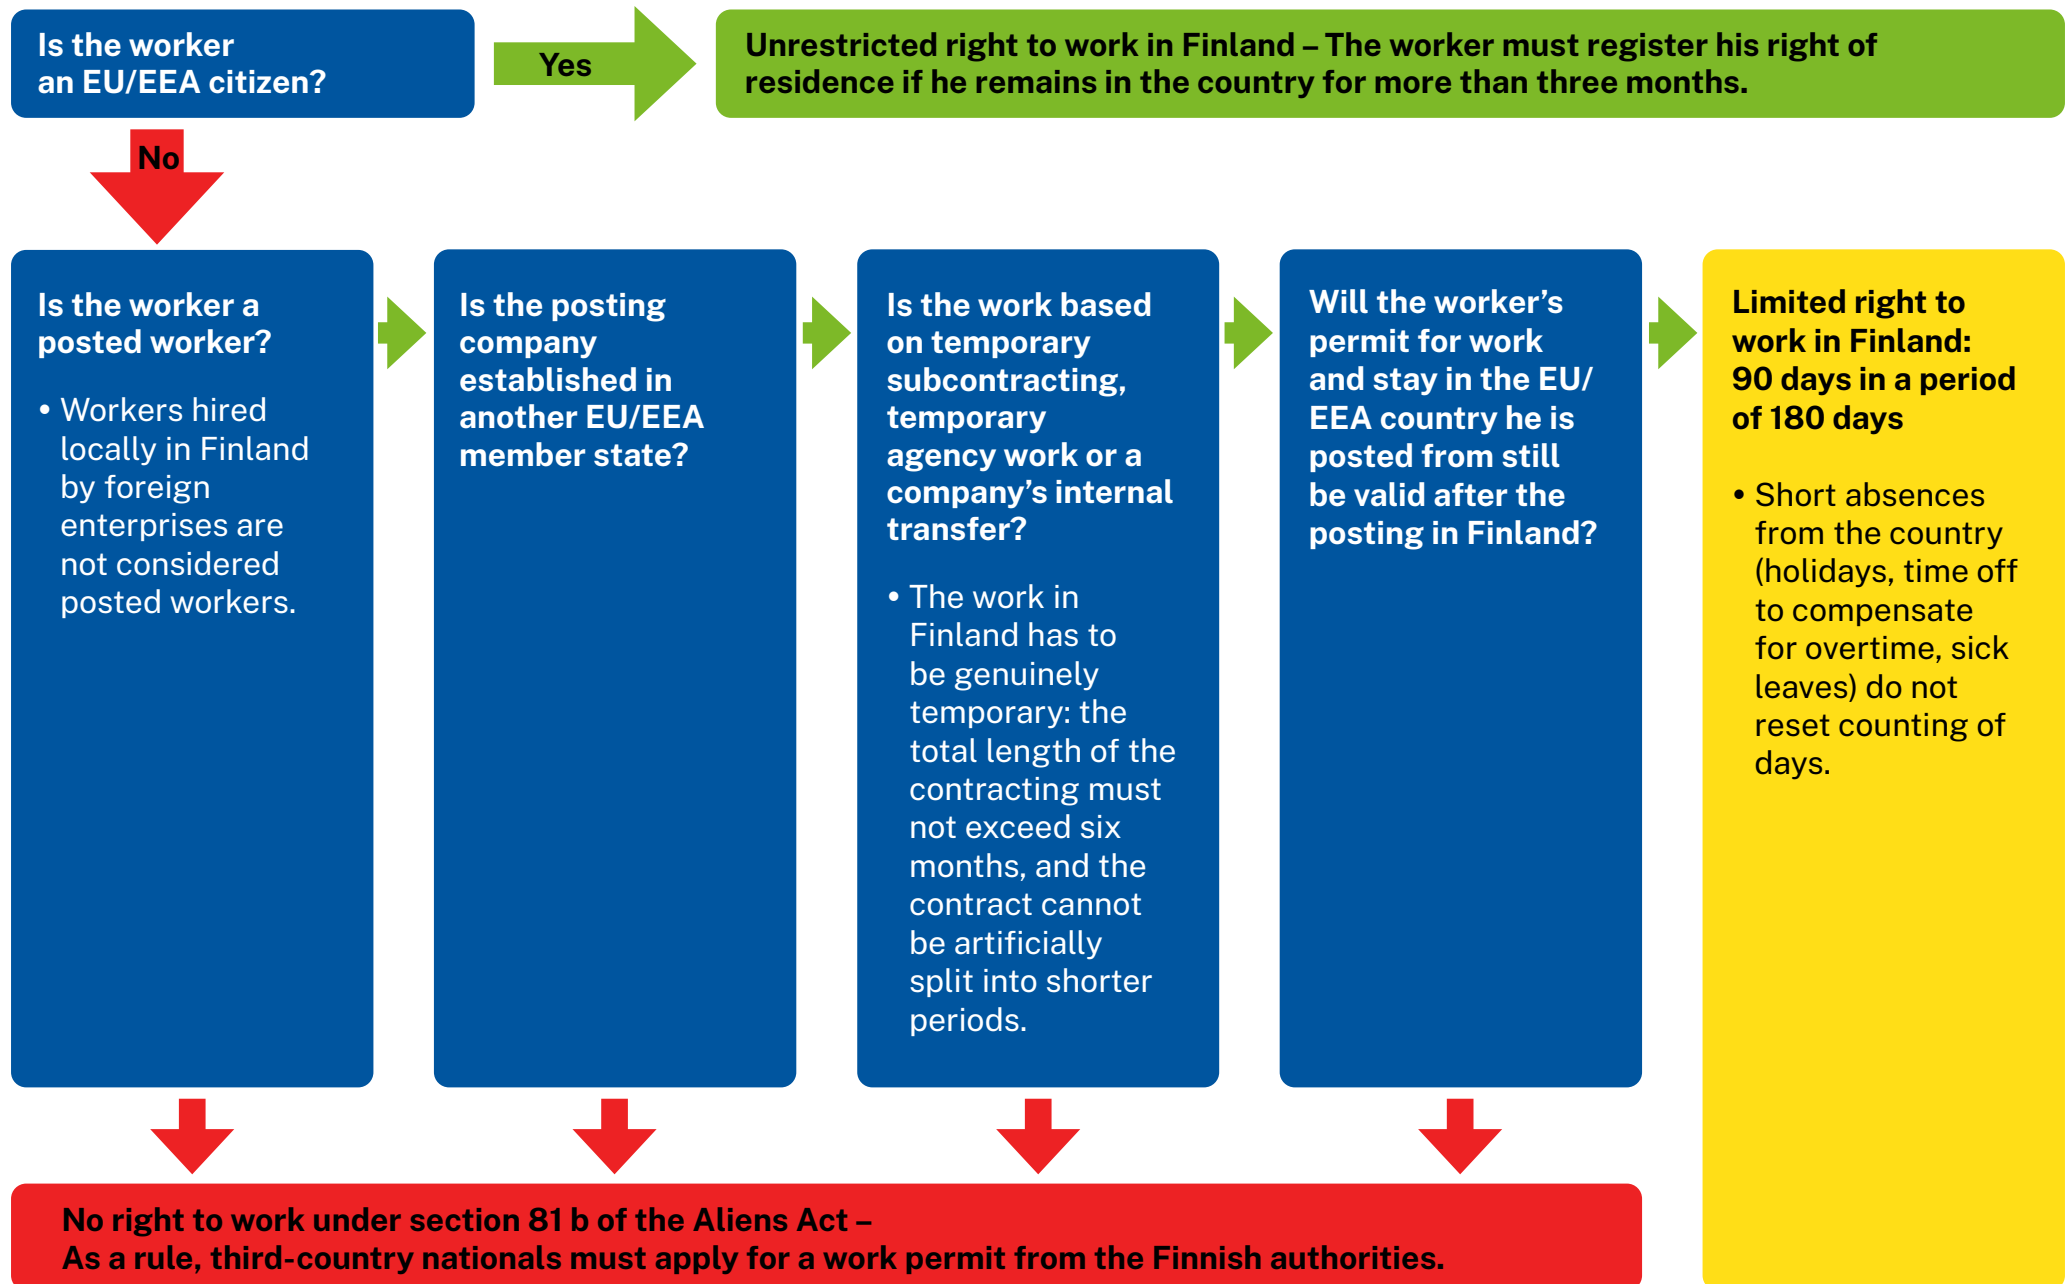 Is the worker
an EU/EEA citizen?
Yes
Unrestricted right to work in Finland – The worker must register his right of
residence if he remains in the country for more than three months.
No
Is the worker a
posted worker?
• Workers hired
locally in Finland
by foreign
enterprises are
not considered
posted workers.
Is the posting
company
established in
another EU/EEA
member state?
Is the work based
on temporary
subcontracting,
temporary
agency work or a
company’s internal
transfer?
• The work in
Finland has to
be genuinely
temporary: the
total length of the
contracting must
not exceed six
months, and the
contract cannot
be artificially
split into shorter
periods.
Will the worker’s
permit for work
and stay in the EU/
EEA country he is
posted from still
be valid after the
posting in Finland?
Limited right to
work in Finland:
90 days in a period
of 180 days
• Short absences
from the country
(holidays, time off
to compensate
for overtime, sick
leaves) do not
reset counting of
days.
No right to work under section 81 b of the Aliens Act –
As a rule, third-country nationals must apply for a work permit from the Finnish authorities.